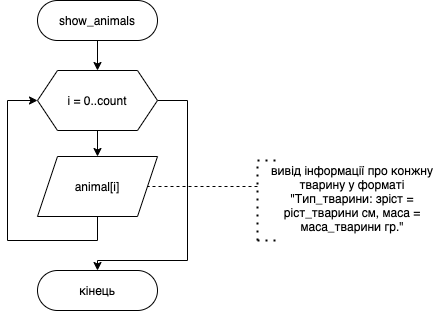 show_animals
i = 0..count
animal[i]
вивід інформації про конжну
тварину у форматі
"Тип_тварини: зріст =
ріст_тварини см, маса =
маса_тварини гр."
кінець